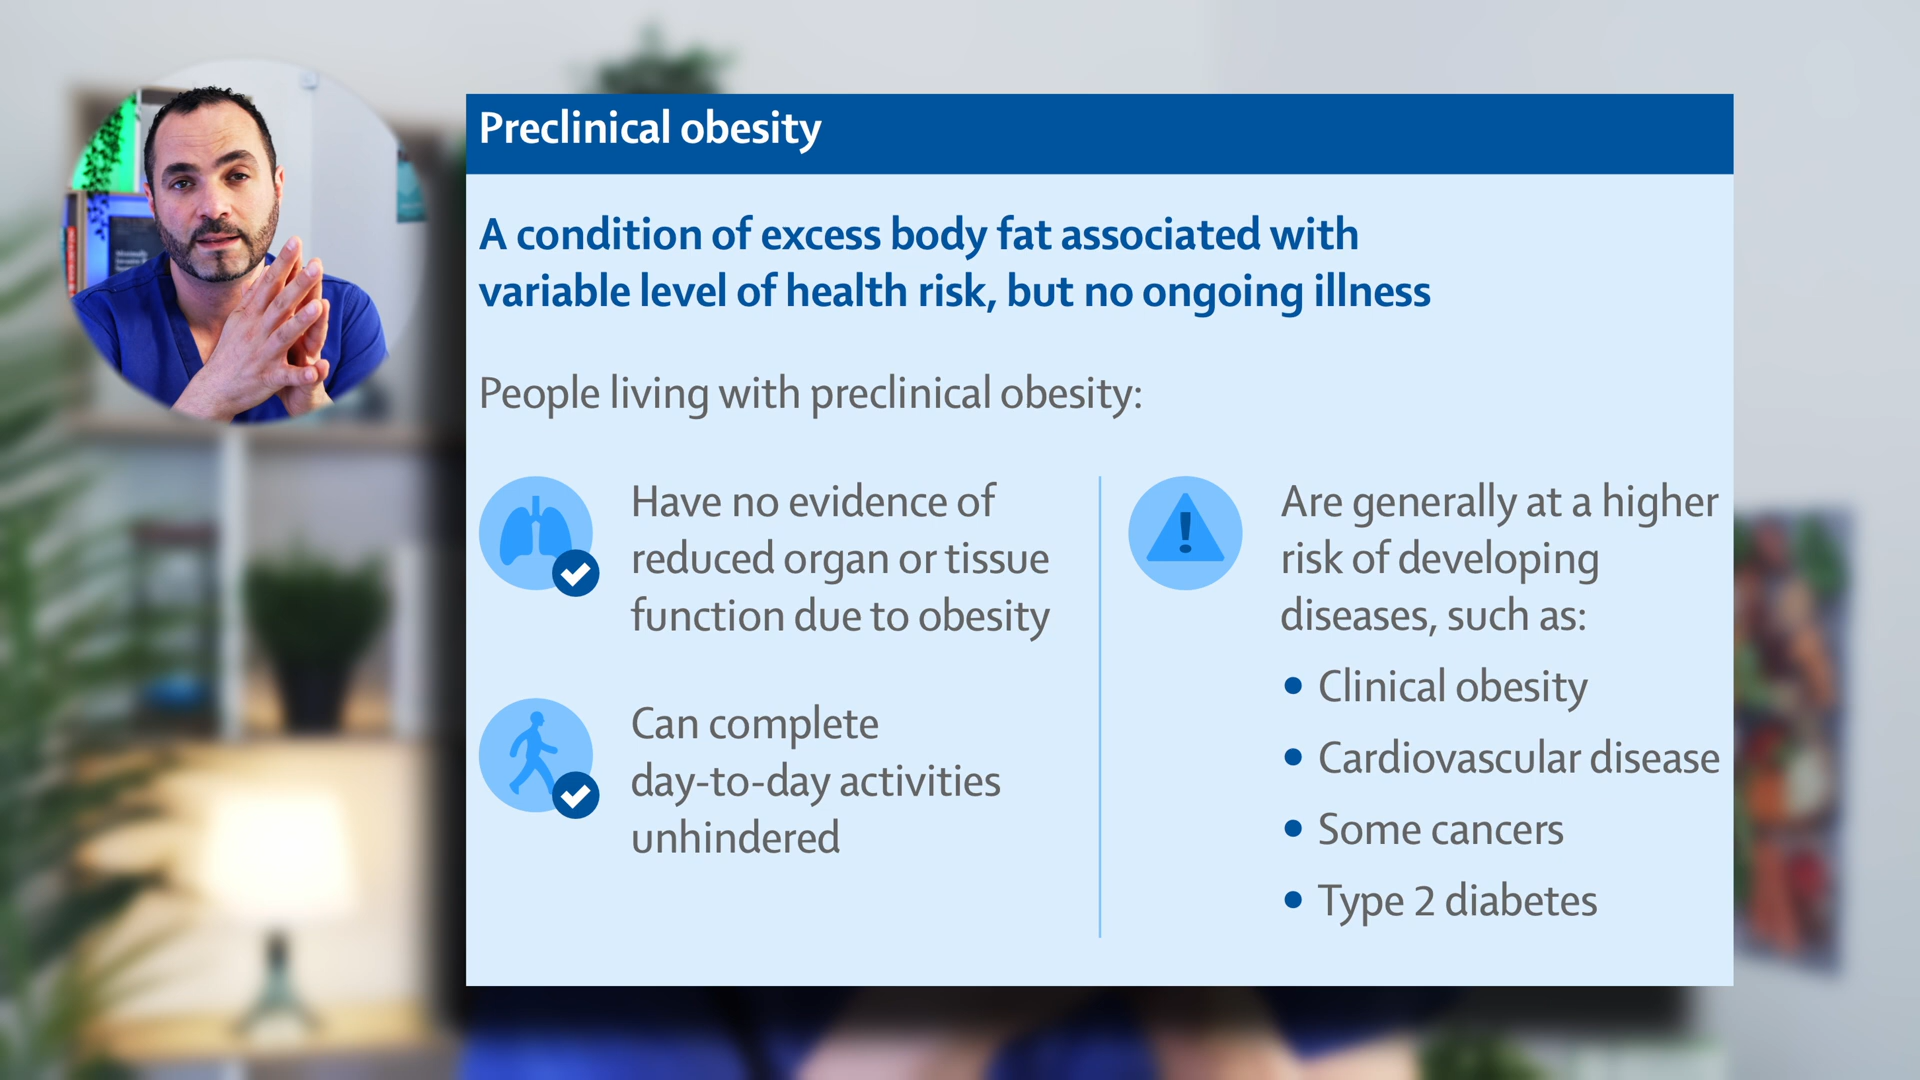 Preclinical obesity
A condition of excess body fat associated with
variable level of health risk, but no ongoing illness
People living with preclinical obesity:
Have no evidence of
reduced organ or tissue
function due to obesity
Can complete
day-to-day activities
unhindered
Are generally at a higher
risk of developing
diseases, such as:
• Clinical obesity
• Cardiovascular disease
• Some cancers
• Type 2 diabetes